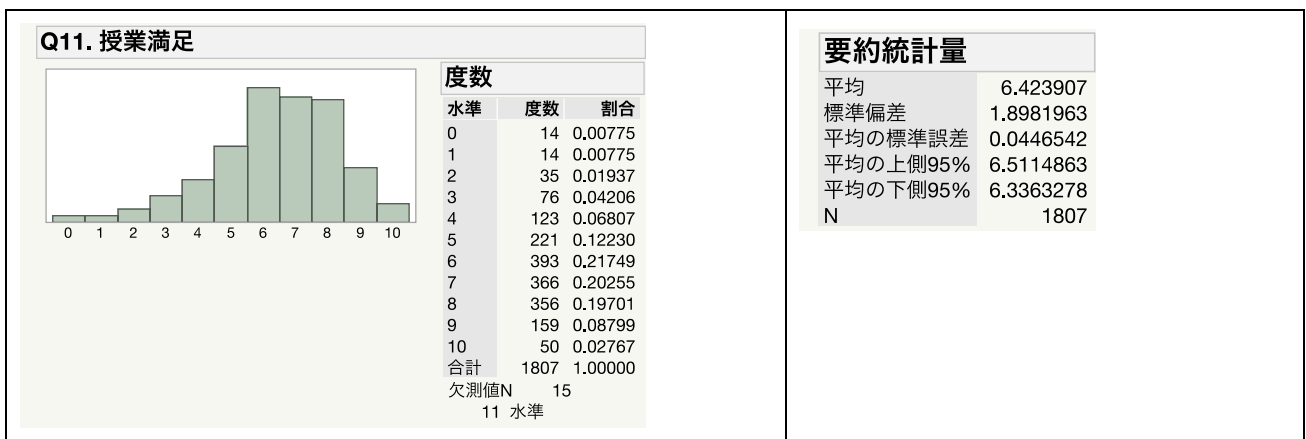 Q11. 授業満足
0 1 2 3 4 5 6 7 8 9 10
度数
水準 度数 割合
0 14 0.00775
1 14 0.00775
2 35 0.01937
3 76 0.04206
4 123 0.06807
5 221 0.12230
6 393 0.21749
7 366 0.20255
8 356 0.19701
9 159 0.08799
10 50 0.02767
合計 1807 1.00000
欠測値N 15
11 水準
要約統計量
平均 6.423907
標準偏差 1.8981963
平均の標準誤差 0.0446542
平均の上側95% 6.5114863
平均の下側95% 6.3363278
N 1807